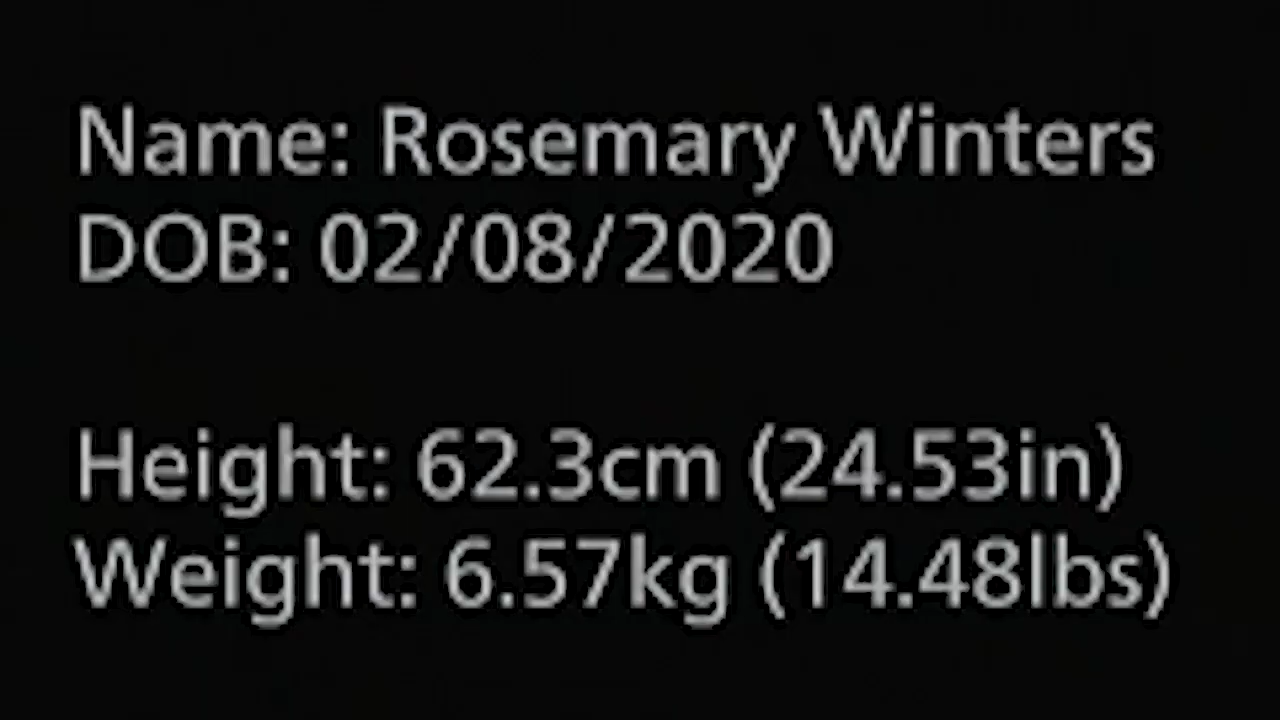 Name: Rosemary Winters
DOB: 02/08/2020
Height: 62.3cm (24.53in)
Weight: 6.57kg (14.48lbs)